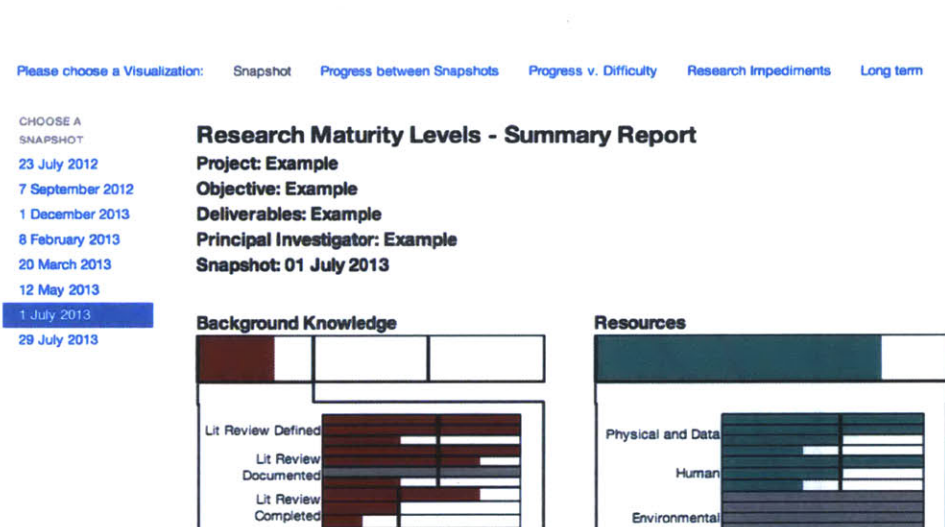 Please choose a Visualization: Snapshot Progress between Snapshots Progress v. Difficulty Research Impediments Long term
CHOOSE A
SNAPSHOT
23 July 2012
7 September 2012
1 December 2013
8 February 2013
20 March 2013
12 May 2013
1 July 2013
29 July 2013
Research Maturity Levels - Summary Report
Project: Example
Objective: Example
Deliverables: Example
Principal Investigator: Example
Snapshot: 01 July 2013
Background Knowledge
Lit Review Defined
Lit Review
Documented
Lit Review
Completed
Resources
Physical and Data
Human
Environmental